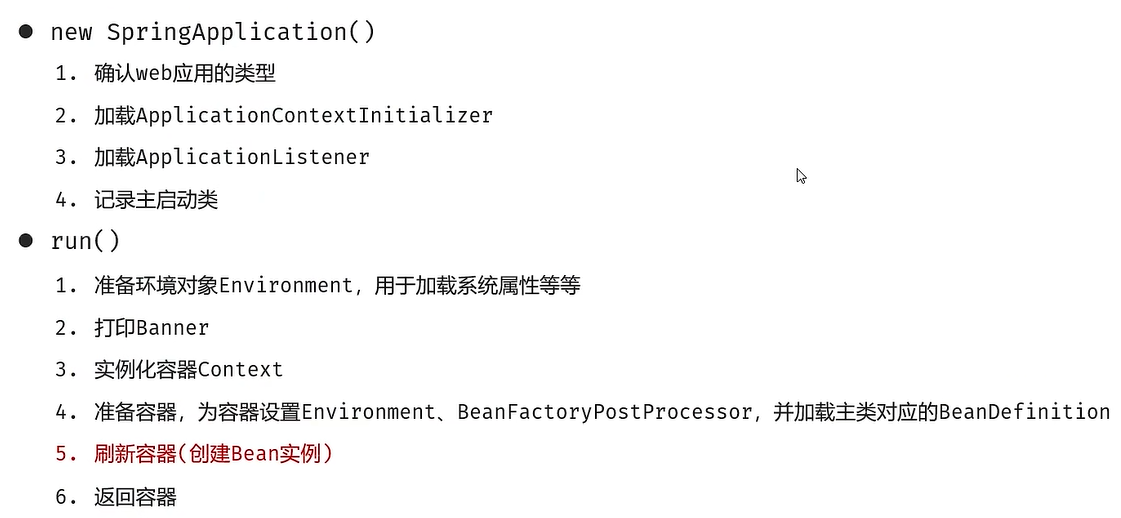 ● new SpringApplication()
1. 确认web应用的类型
2. 加载ApplicationContextInitializer
3. 加载ApplicationListener
4. 记录主启动类
● run()
1. 准备环境对象Environment，用于加载系统属性等等
2. 打印Banner
3. 实例化容器Context
4. 准备容器，为容器设置Environment、BeanFactoryPostProcessor，并加载主类对应的BeanDefinition
5. 刷新容器(创建Bean实例)
6. 返回容器